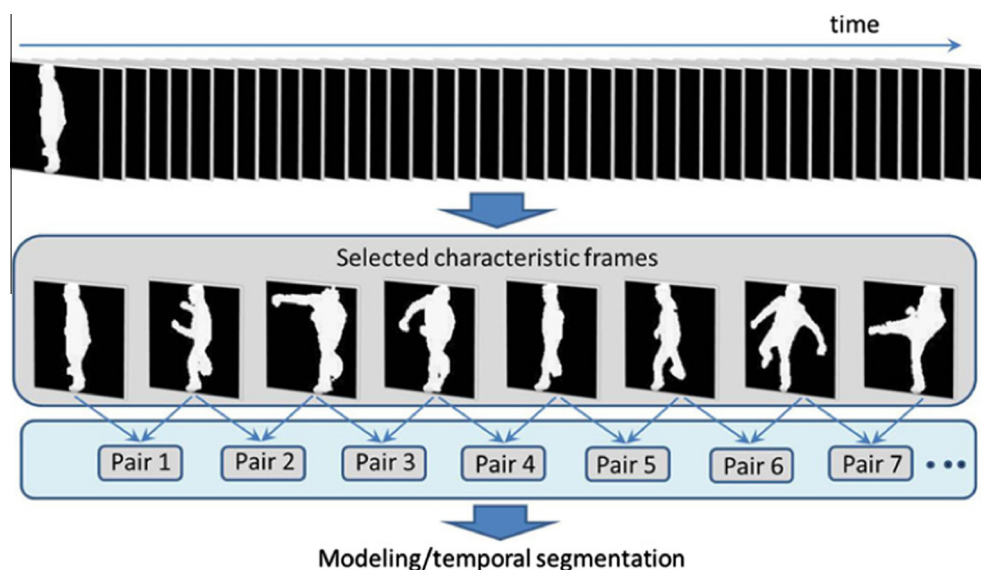 time
Selected characteristic frames
Pair 1 Pair 2 Pair 3 Pair 4 Pair 5 Pair 6 Pair 7 •••
Modeling/temporal segmentation